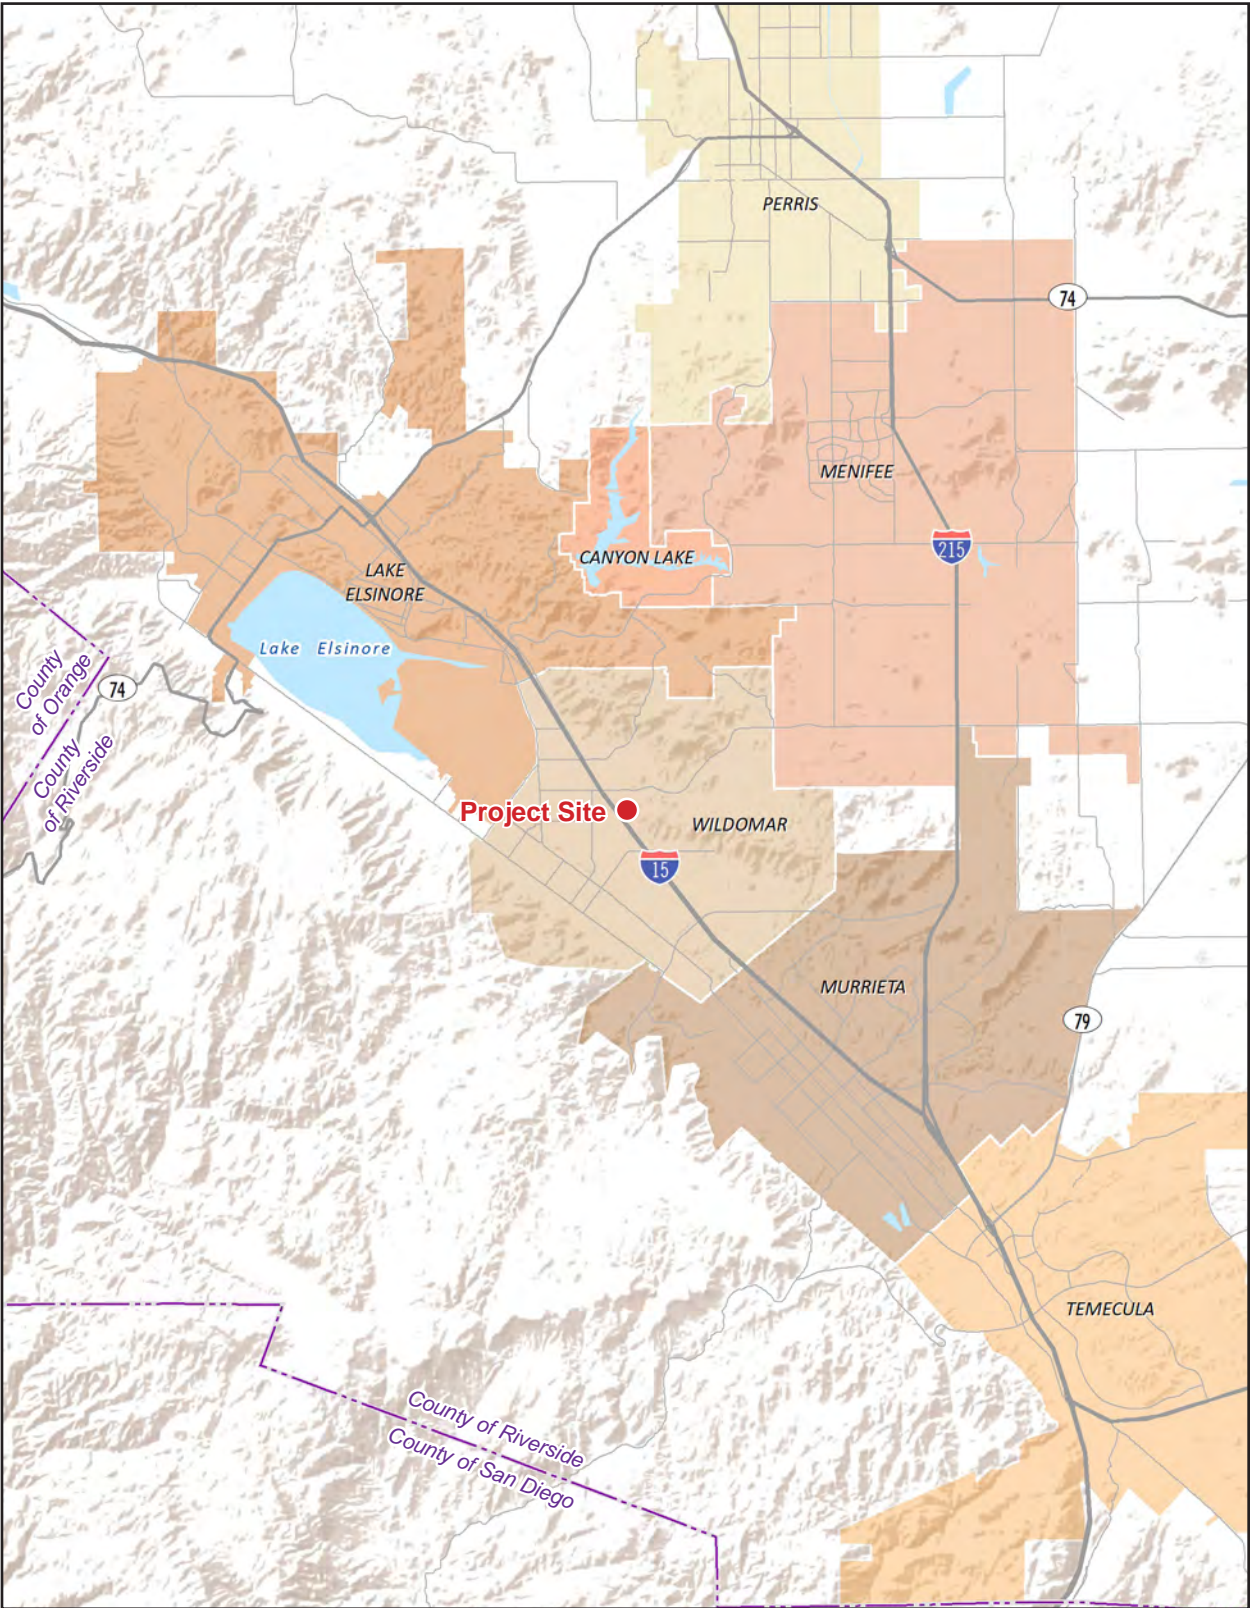 PERRIS
74
MENIFEE
215
CANYON LAKE
LAKE
ELSINORE
Lake Elsinore
County
of Orange
74
County
of Riverside
Project Site
WILDOMAR
15
MURRIETA
79
TEMECULA
County of Riverside
County of San Diego